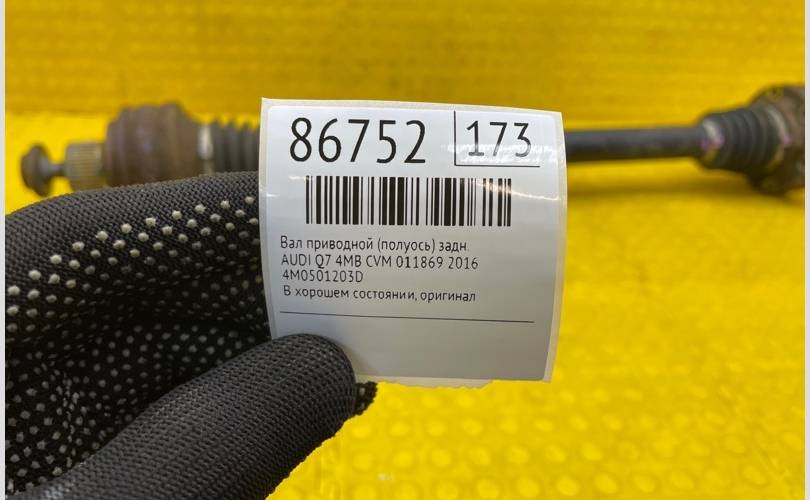 86752 173
Вал приводной (полуось) задн.
AUDI Q7 4MB CVM 011869 2016
4M0501203D
В хорошем состоянии, оригинал